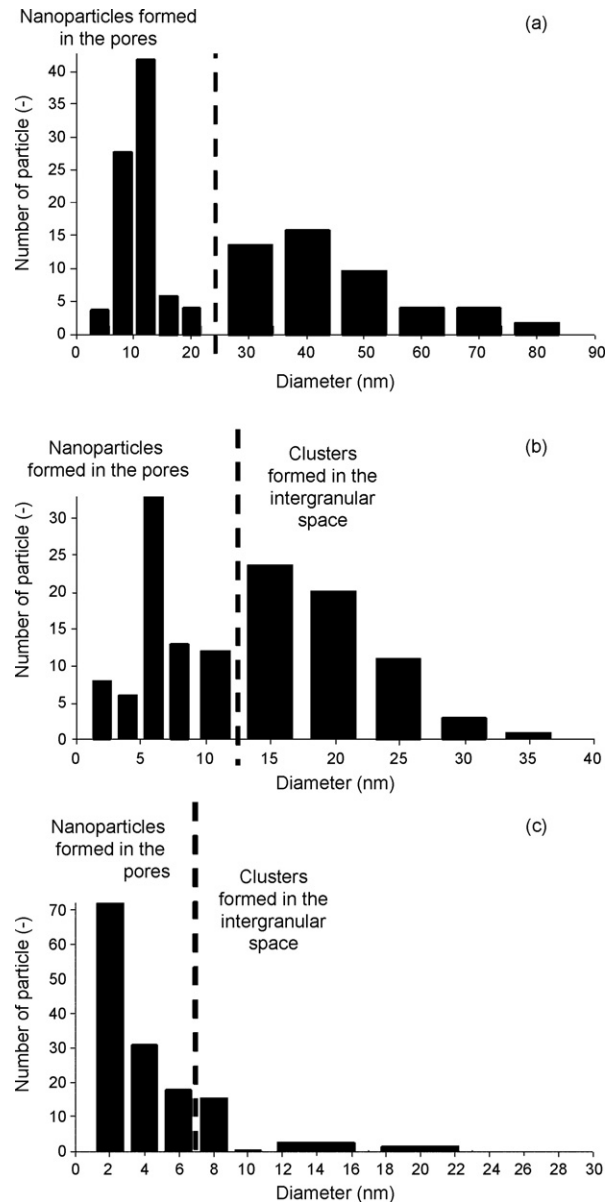 Nanoparticles formed
in the pores
(a)
Number of particle (-)
40
35
30
25
20
15
10
5
0
0 10 20 30 40 50 60 70 80 90
Diameter (nm)
Nanoparticles
formed in the pores
Clusters
formed in the
intergranular
space
(b)
Number of particle (-)
30
25
20
15
10
5
0
0 5 10 15 20 25 30 35 40
Diameter (nm)
Nanoparticles
formed in the
pores
Clusters
formed in the
intergranular
space
(c)
Number of particle (-)
70
60
50
40
30
20
10
0
0 2 4 6 8 10 12 14 16 18 20 22 24 26 28 30
Diameter (nm)